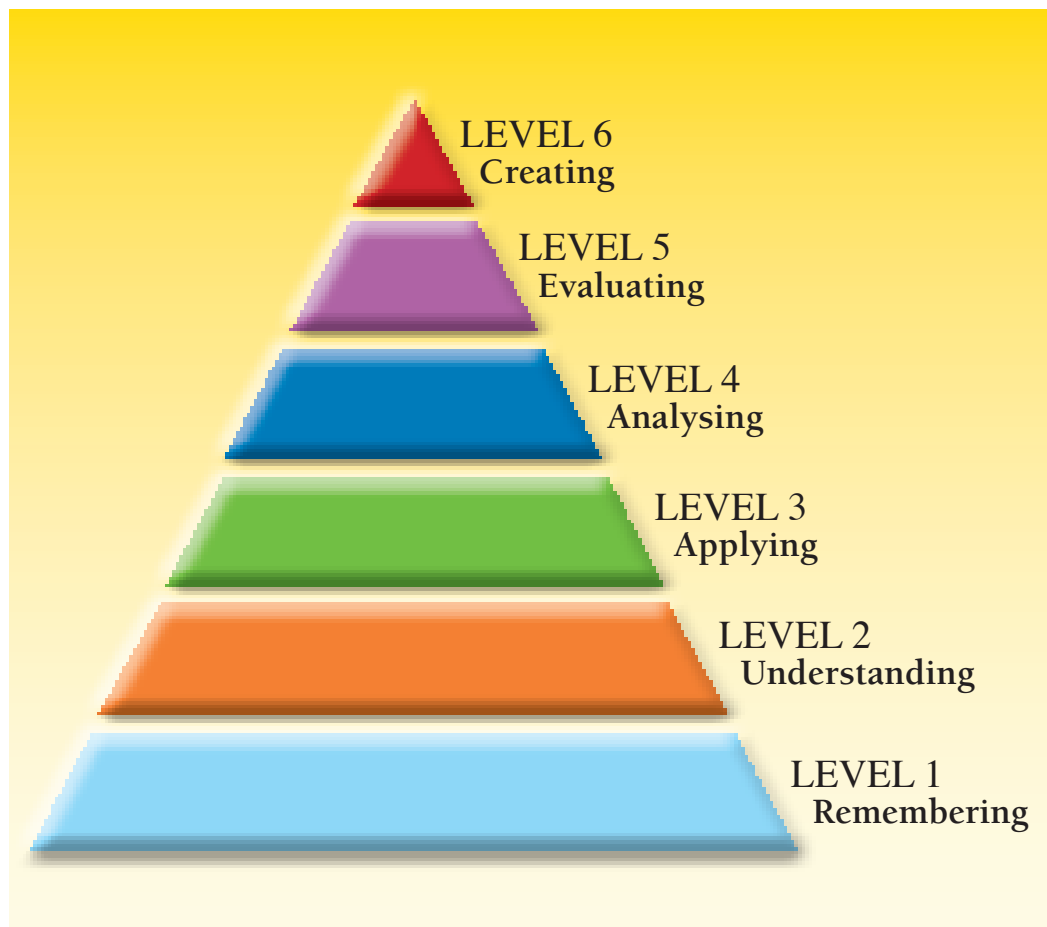 LEVEL 6
Creating
LEVEL 5
Evaluating
LEVEL 4
Analysing
LEVEL 3
Applying
LEVEL 2
Understanding
LEVEL 1
Remembering